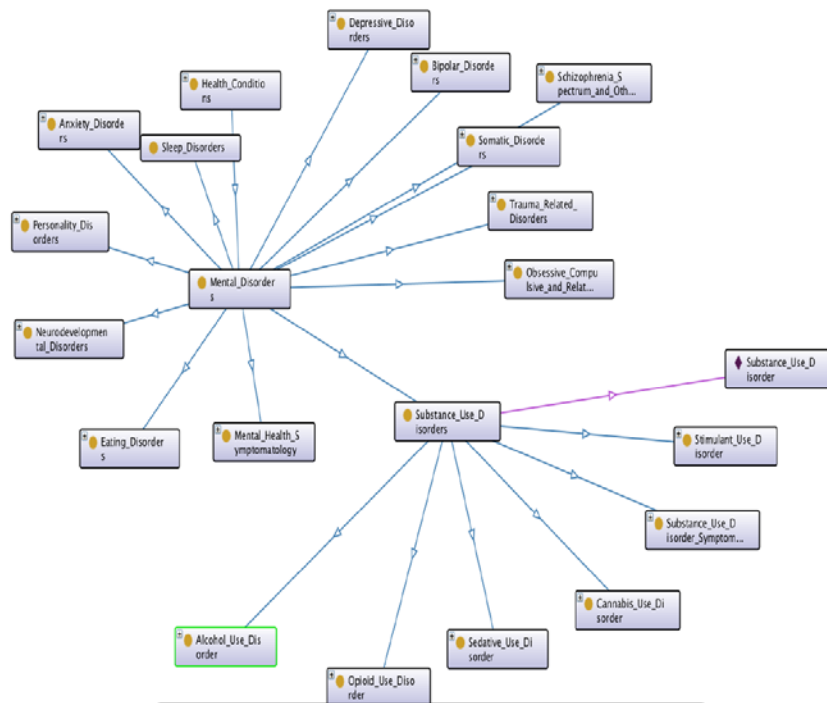 Depressive_Diso
rders
Bipolar_Disorde
rs
Schizophrenia_S
pectrum_and_Oth...
Health_Conditio
ns
Anxiety_Disorde
rs
Sleep_Disorders
Somatic_Disorde
rs
Trauma_Related_
Disorders
Personality_Dis
orders
Mental_Disorder
s
Obsessive_Compu
lsive_and_Relat...
Neurodevelopmen
tal_Disorders
Substance_Use_D
isorder
Substance_Use_D
isorders
Eating_Disorder
s
Mental_Health_S
ymptomatology
Stimulant_Use_D
isorder
Substance_Use_D
isorder_Symptom...
Cannabis_Use_Di
sorder
Alcohol_Use_Dis
order
Sedative_Use_Di
sorder
Opioid_Use_Disor
rder